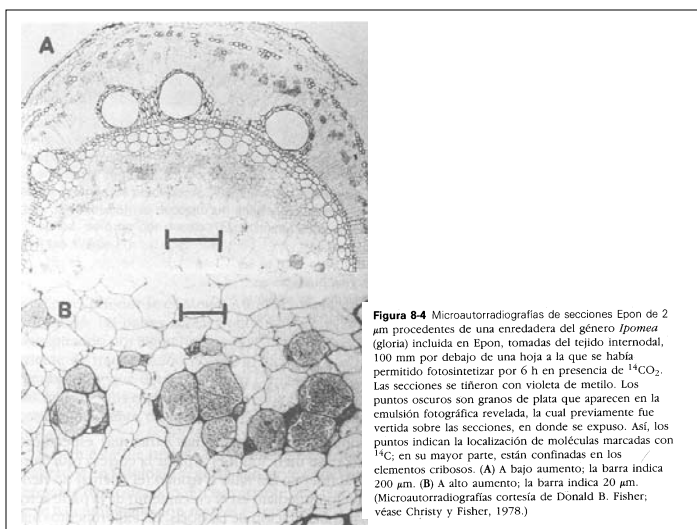 A
B
Figura 8-4 Microautorradiografías de secciones Epon de 2
μm procedentes de una enredadera del género Ipomea
(gloria) incluida en Epon, tomadas del tejido internodal,
100 mm por debajo de una hoja a la que se había
permitido fotosintetizar por 6 h en presencia de ¹⁴CO₂.
Las secciones se tiñeron con violeta de metilo. Los
puntos oscuros son granos de plata que aparecen en la
emulsión fotográfica revelada, la cual previamente fue
vertida sobre las secciones, en donde se expuso. Así, los
puntos indican la localización de moléculas marcadas con
¹⁴C; en su mayor parte, están confinadas en los
elementos cribosos. (A) A bajo aumento; la barra indica
200 μm. (B) A alto aumento; la barra indica 20 μm.
(Microautorradiografías cortesía de Donald B. Fisher;
véase Christy y Fisher, 1978.)